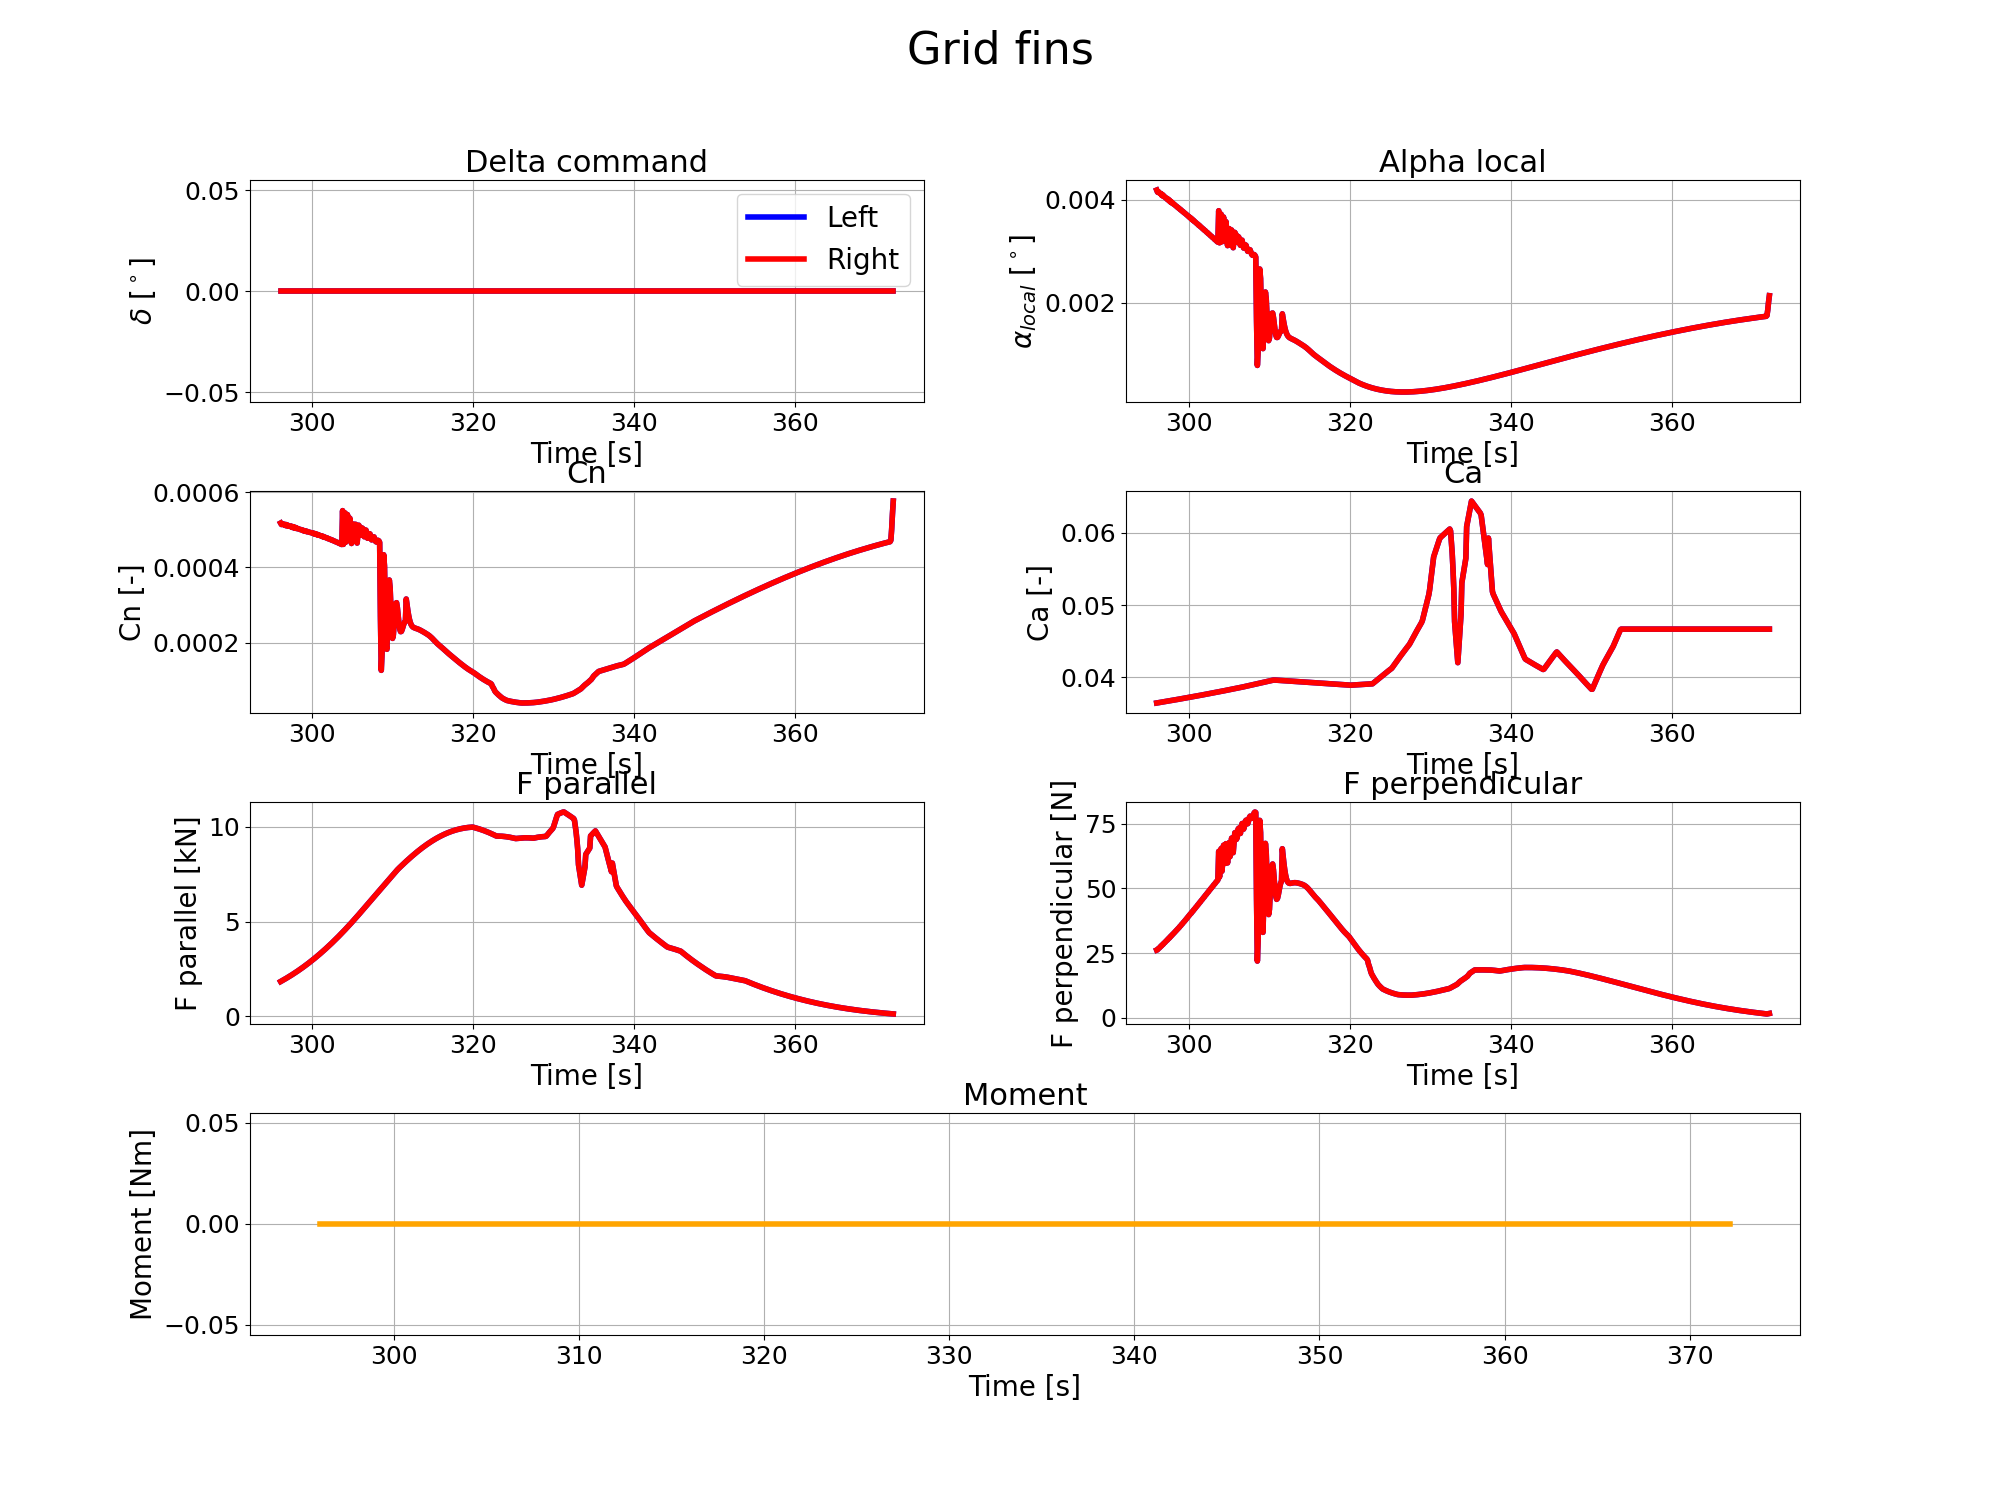 Grid fins
Delta command
δ [°]
0.05
0.00
−0.05
Left
Right
300 320 340 360
Time [s]
Alpha local
α_local [°]
0.004
0.002
300 320 340 360
Time [s]
Cn
Cn [-]
0.0006
0.0004
0.0002
300 320 340 360
Time [s]
Ca
Ca [-]
0.06
0.05
0.04
300 320 340 360
Time [s]
F parallel
F parallel [kN]
10
5
0
300 320 340 360
Time [s]
F perpendicular
F perpendicular [N]
75
50
25
0
300 320 340 360
Time [s]
Moment
Moment [Nm]
0.05
0.00
−0.05
300 310 320 330 340 350 360 370
Time [s]